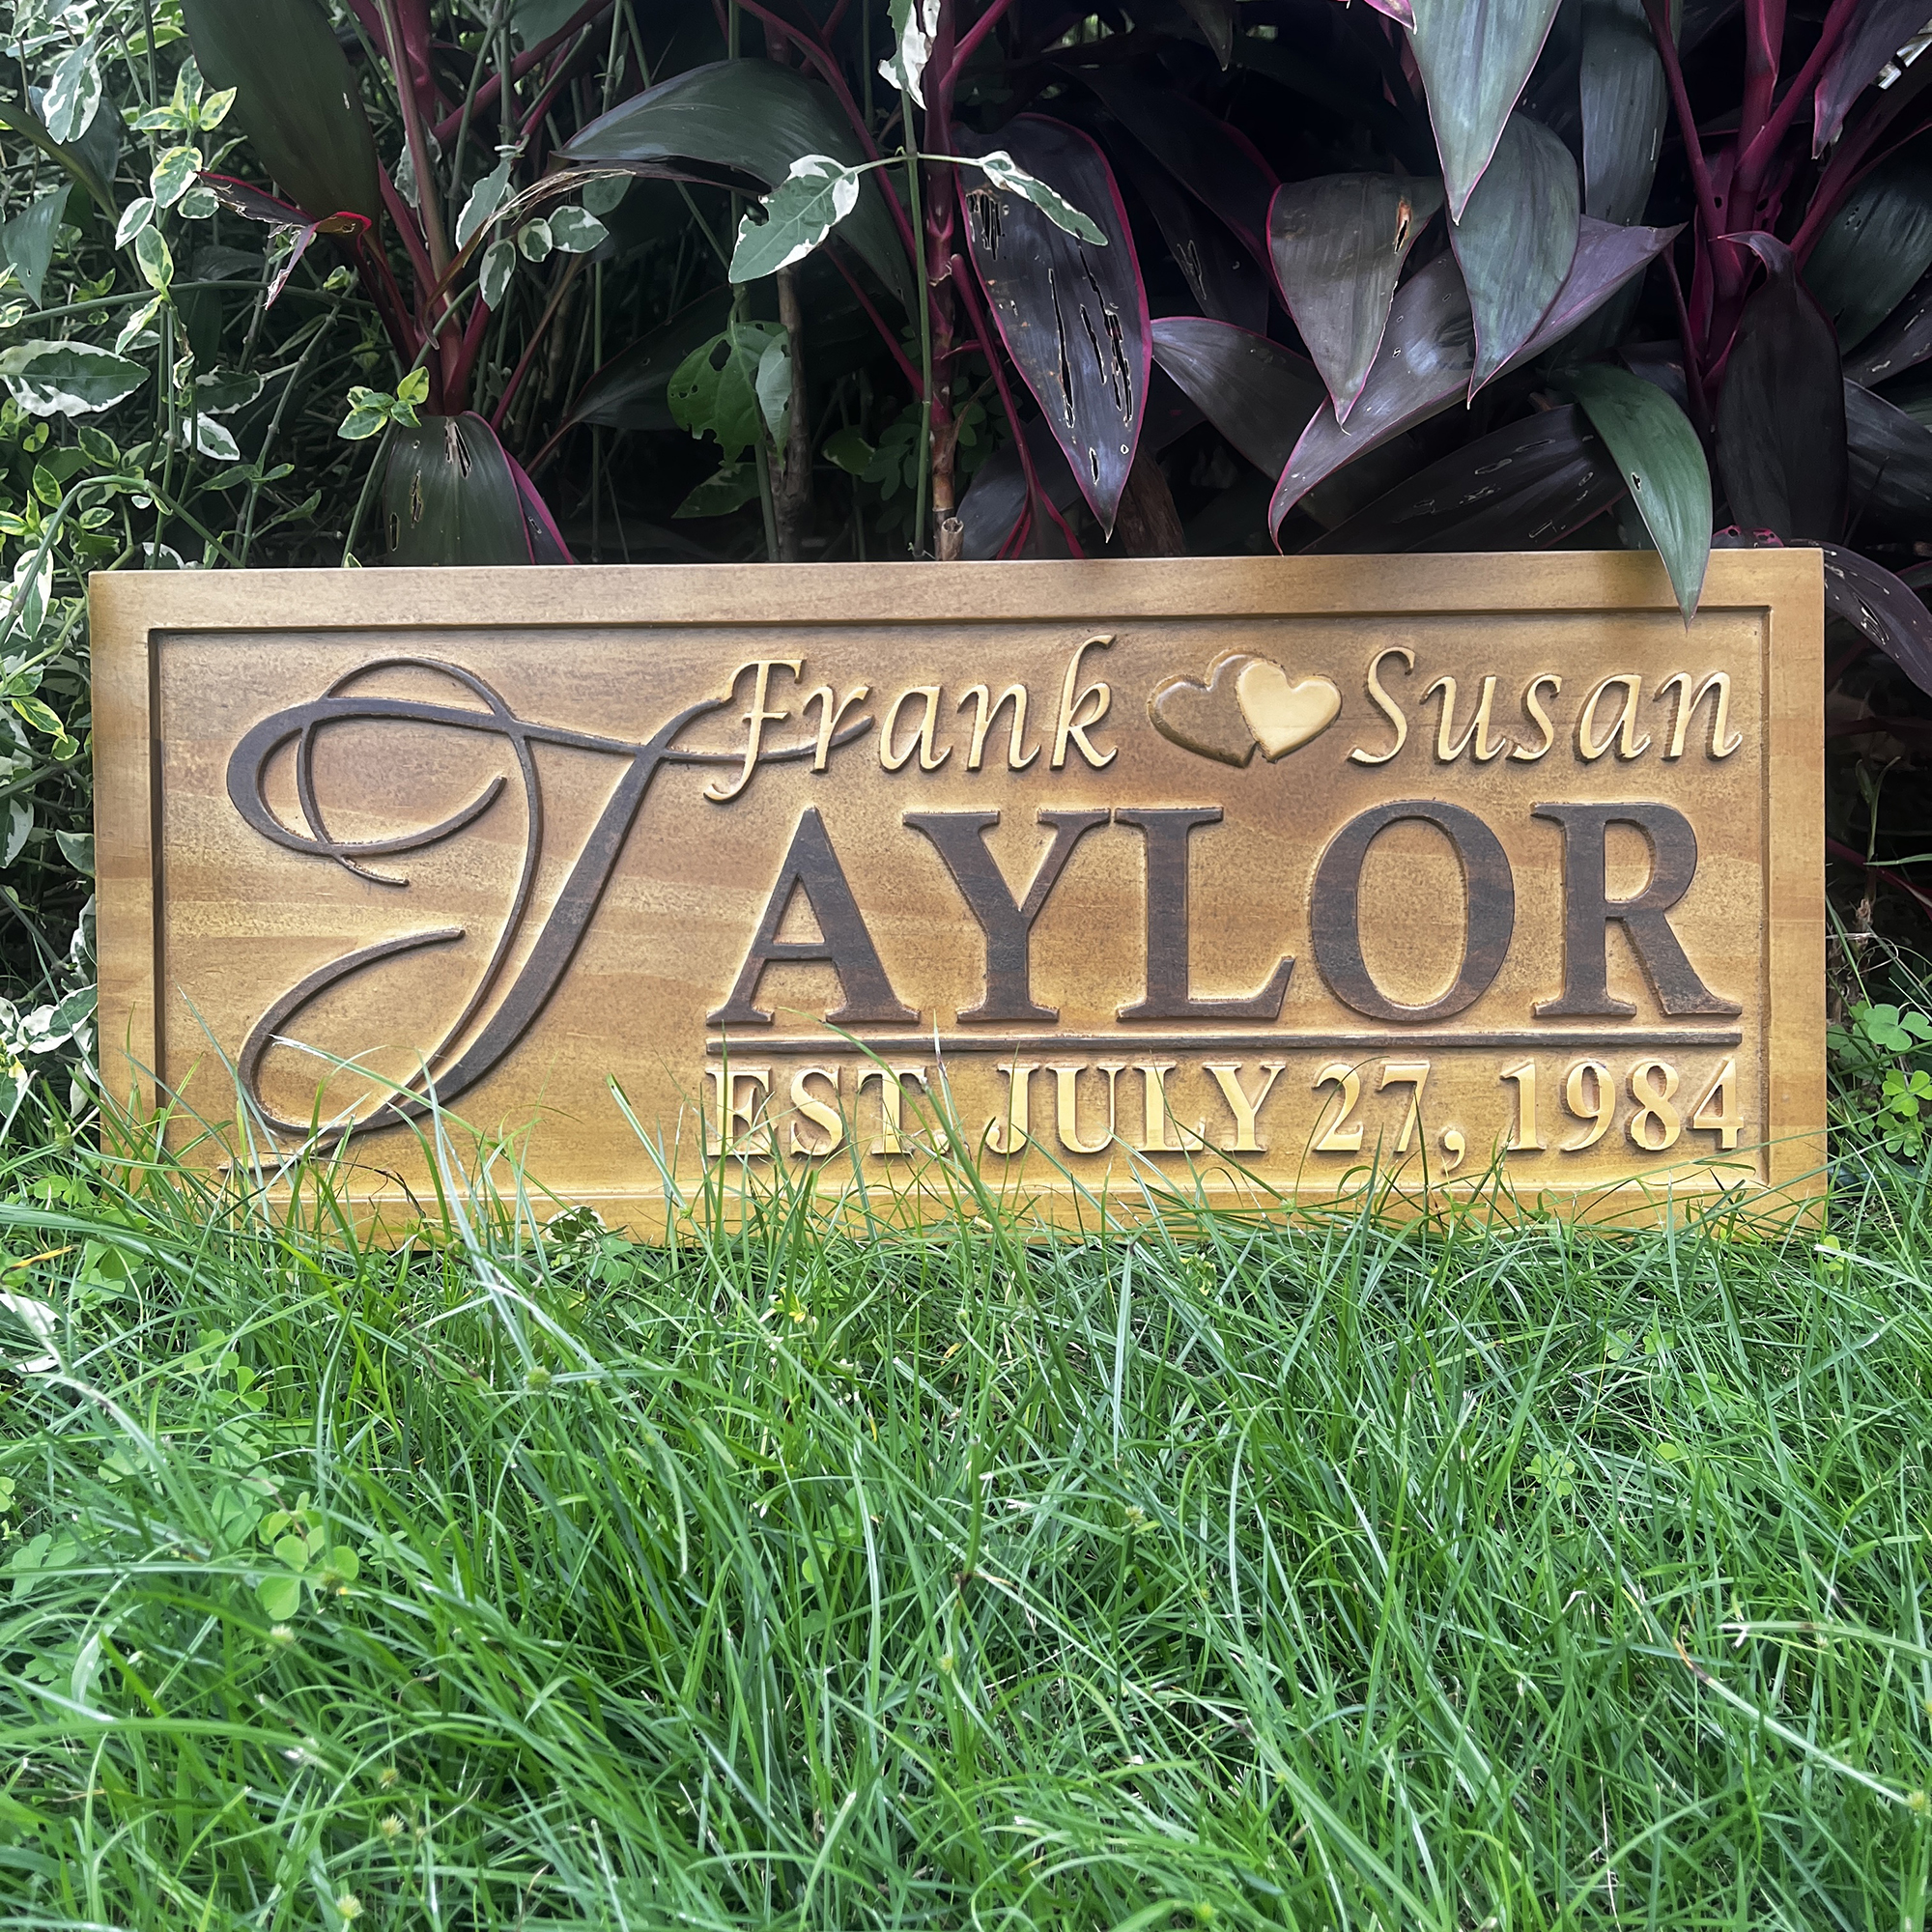 Frank Susan
TAYLOR
EST. JULY 27, 1984